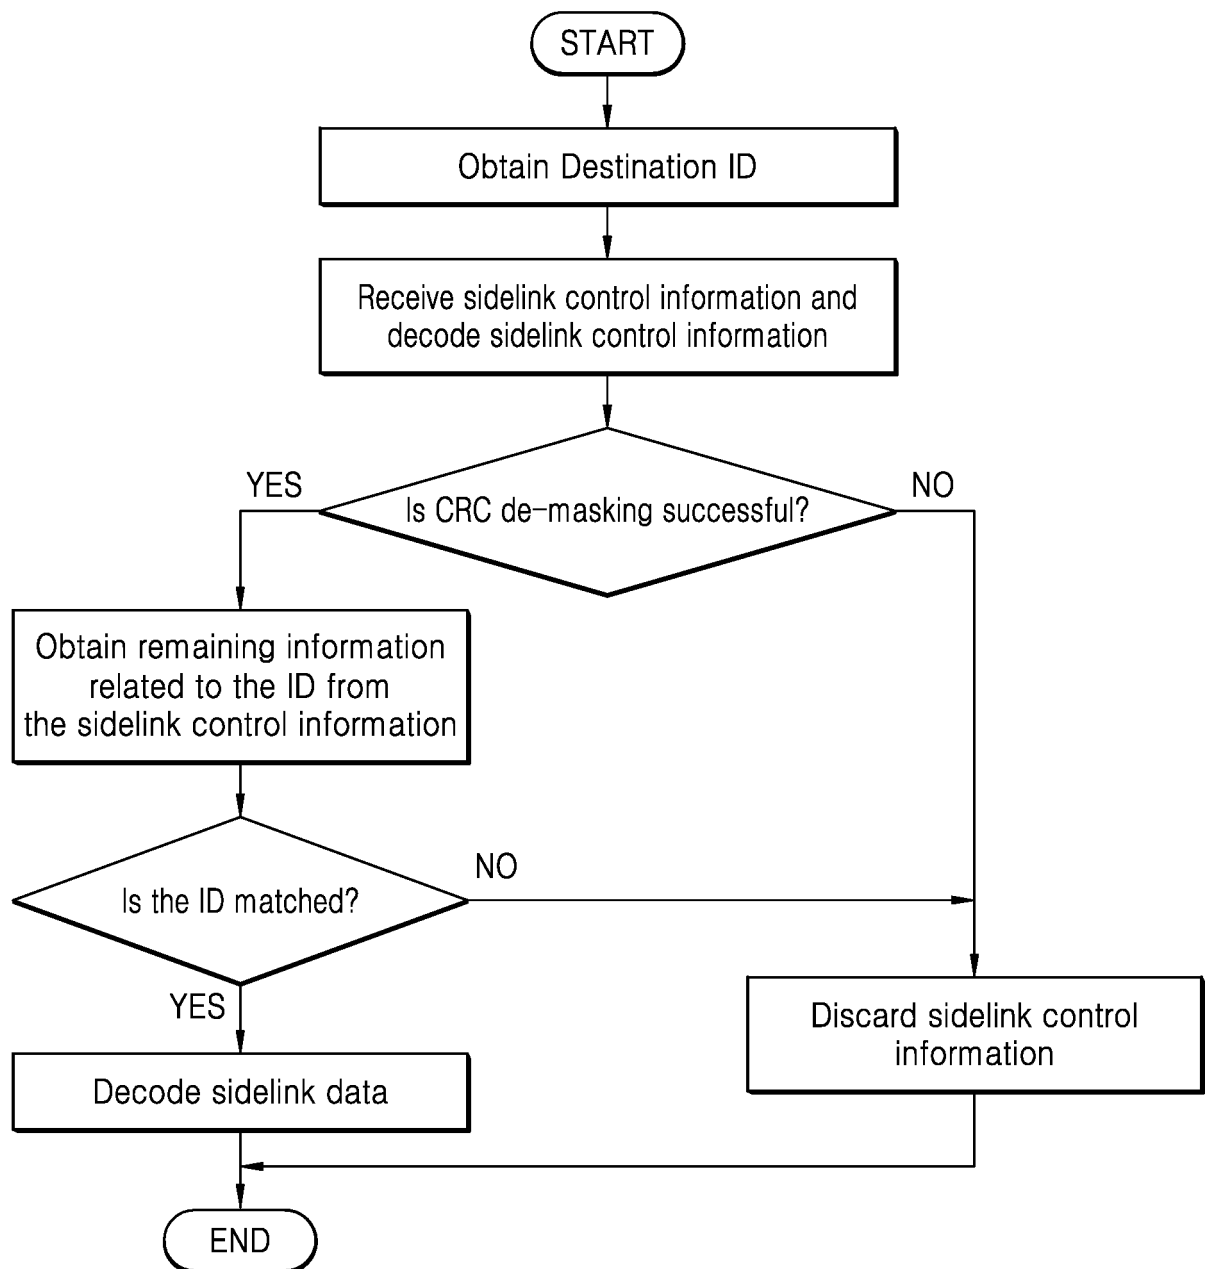 START
Obtain Destination ID
Receive sidelink control information and
decode sidelink control information
Is CRC de-masking successful?
YES
NO
Obtain remaining information
related to the ID from
the sidelink control information
Is the ID matched?
NO
YES
Discard sidelink control
information
Decode sidelink data
END